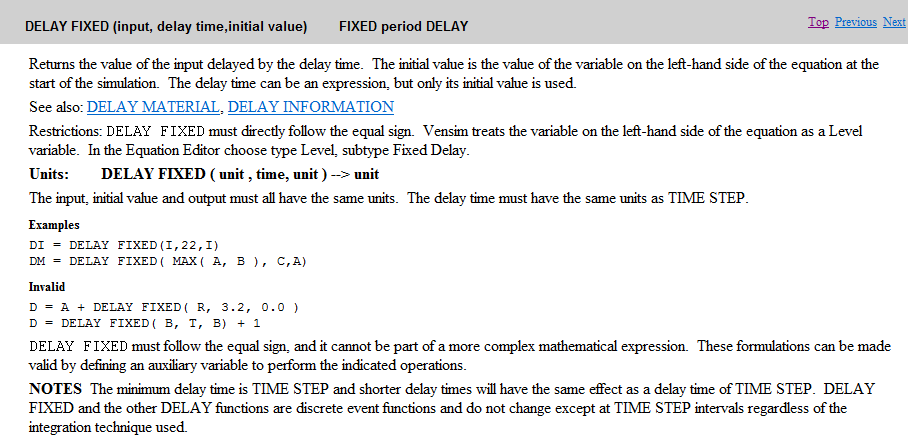 DELAY FIXED (input, delay time,initial value) FIXED period DELAY Top Previous Next
Returns the value of the input delayed by the delay time. The initial value is the value of the variable on the left-hand side of the equation at the
start of the simulation. The delay time can be an expression, but only its initial value is used.
See also: DELAY MATERIAL, DELAY INFORMATION
Restrictions: DELAY FIXED must directly follow the equal sign. Vensim treats the variable on the left-hand side of the equation as a Level
variable. In the Equation Editor choose type Level, subtype Fixed Delay.
Units: DELAY FIXED ( unit , time, unit ) --> unit
The input, initial value and output must all have the same units. The delay time must have the same units as TIME STEP.
Examples
DI = DELAY FIXED(I,22,I)
DM = DELAY FIXED( MAX( A, B ), C,A)
Invalid
D = A + DELAY FIXED( R, 3.2, 0.0 )
D = DELAY FIXED( B, T, B) + 1
DELAY FIXED must follow the equal sign, and it cannot be part of a more complex mathematical expression. These formulations can be made
valid by defining an auxiliary variable to perform the indicated operations.
NOTES The minimum delay time is TIME STEP and shorter delay times will have the same effect as a delay time of TIME STEP. DELAY
FIXED and the other DELAY functions are discrete event functions and do not change except at TIME STEP intervals regardless of the
integration technique used.